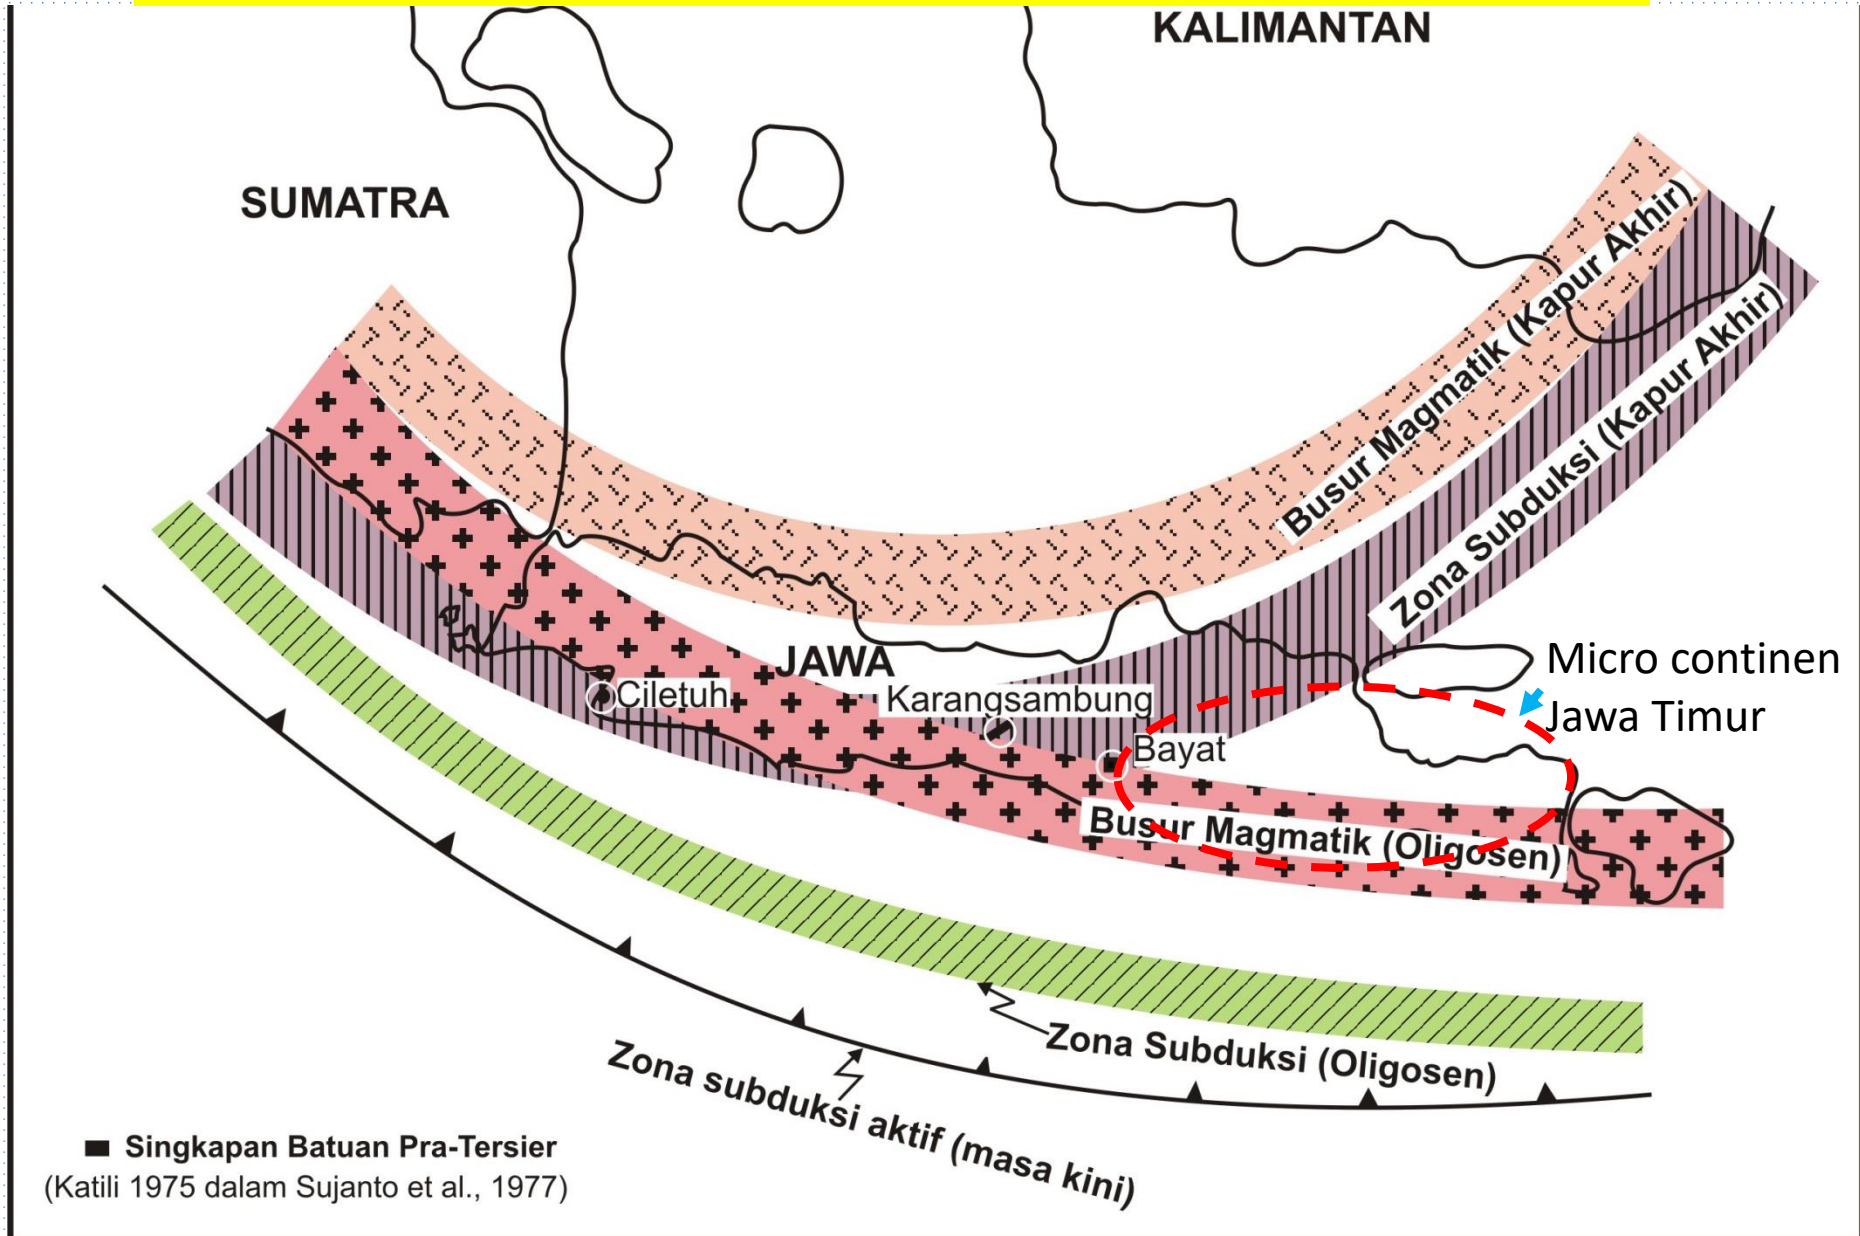 KALIMANTAN
SUMATRA
Busur Magmatik (Kapur Akhir)
Zona Subduksi (Kapur Akhir)
JAWA
Micro continen
Jawa Timur
Ciletuh
Karangsambung
Bayat
Busur Magmatik (Oligosen)
Zona Subduksi (Oligosen)
Zona subduksi aktif (masa kini)
Singkapan Batuan Pra-Tersier
(Katili 1975 dalam Sujanto et al., 1977)